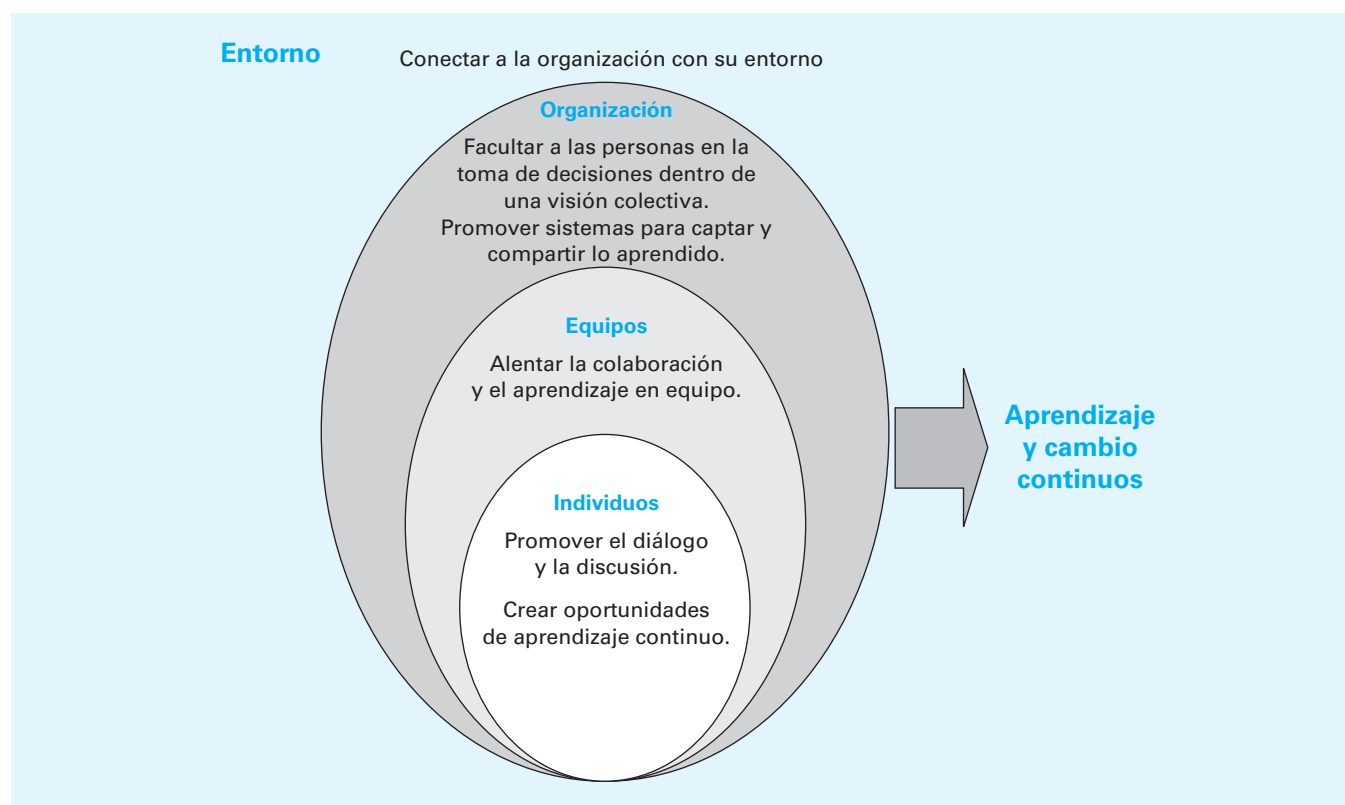 Entorno
Conectar a la organización con su entorno
Organización
Facultar a las personas en la
toma de decisiones dentro de
una visión colectiva.
Promover sistemas para captar y
compartir lo aprendido.
Equipos
Alentar la colaboración
y el aprendizaje en equipo.
Individuos
Promover el diálogo
y la discusión.
Crear oportunidades
de aprendizaje continuo.
Aprendizaje
y cambio
continuos